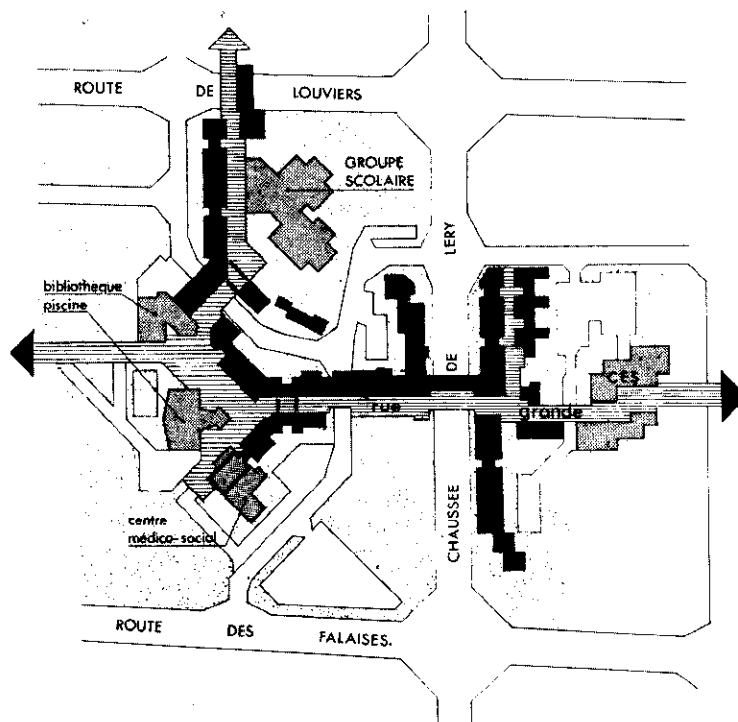 ROUTE DE LOUVIERS
GROUPE
SCOLAIRE
LERY
bibliothèque
piscine
DE
CES
rue grande
CHAUSSEE
centre
médico-social
ROUTE DES FALAISES.